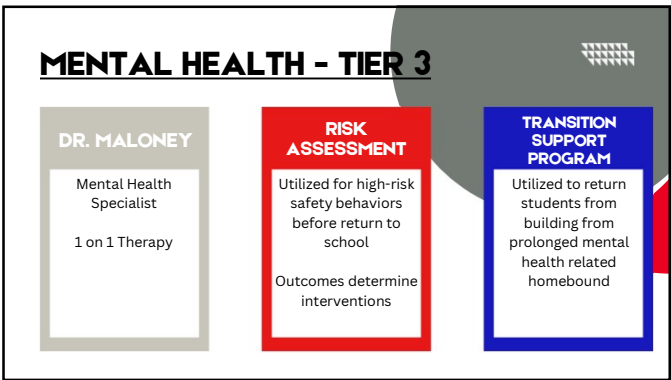 MENTAL HEALTH - TIER 3
DR. MALONEY
Mental Health
Specialist
1 on 1 Therapy
RISK
ASSESSMENT
Utilized for high-risk
safety behaviors
before return to
school
Outcomes determine
interventions
TRANSITION
SUPPORT
PROGRAM
Utilized to return
students from
building from
prolonged mental
health related
homebound